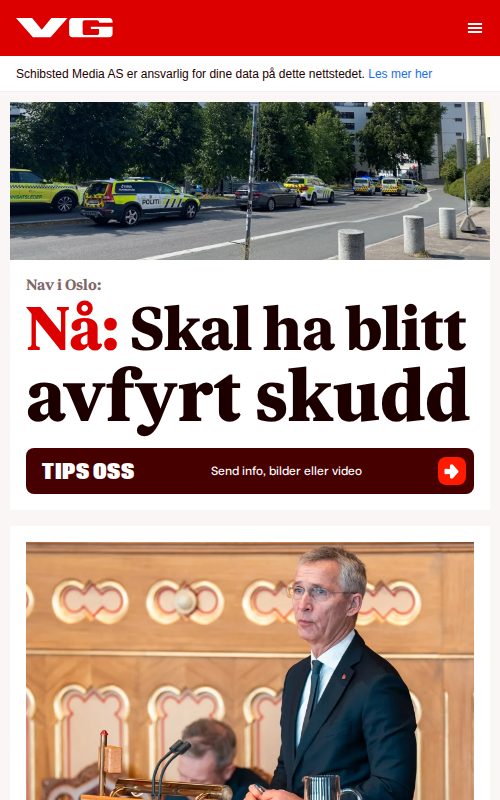 VG
Schibsted Media AS er ansvarlig for dine data på dette nettstedet. Les mer her
POLITI
Nav i Oslo:
Nå: Skal ha blitt
avfyrt skudd
TIPS OSS
Send info, bilder eller video